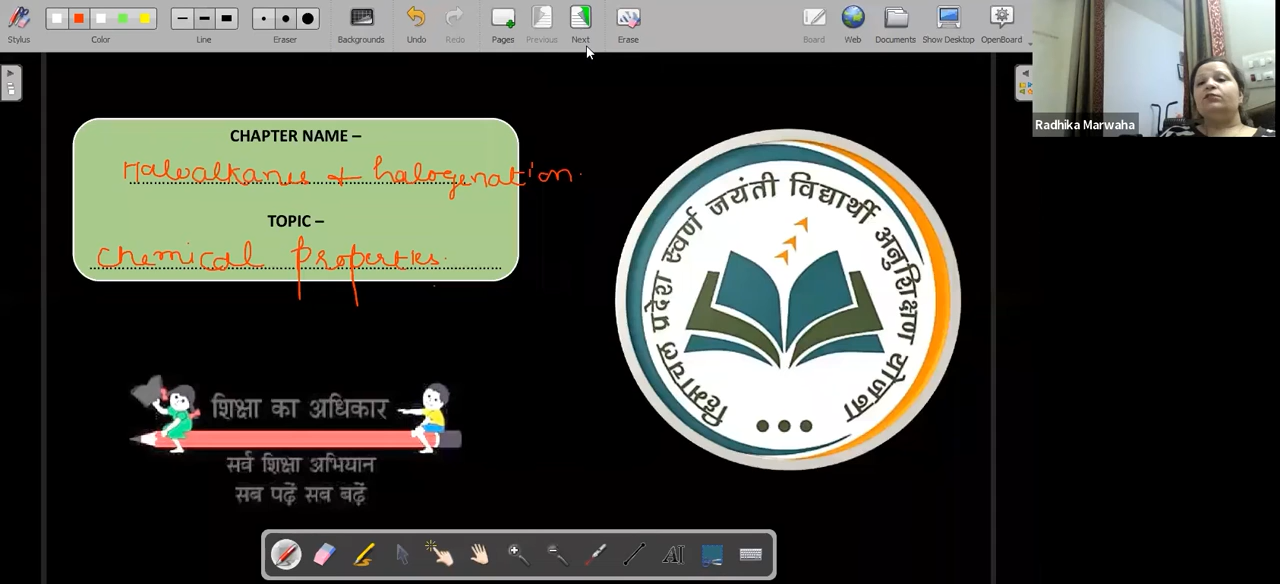 Stylus
Color
Line
Eraser
Backgrounds
Undo
Redo
Pages
Previous
Next
Erase
Board
Web
Documents
Show Desktop
OpenBoard
Radhika Marwaha
CHAPTER NAME –
Haloalkanes + halogenation.
TOPIC –
Chemical Properties.
हिमाचल प्रदेश स्वर्ण जयंती विद्यार्थी अनुशिक्षण योजना
शिक्षा का अधिकार
सर्व शिक्षा अभियान
सब पढ़ें सब बढ़ें
AI